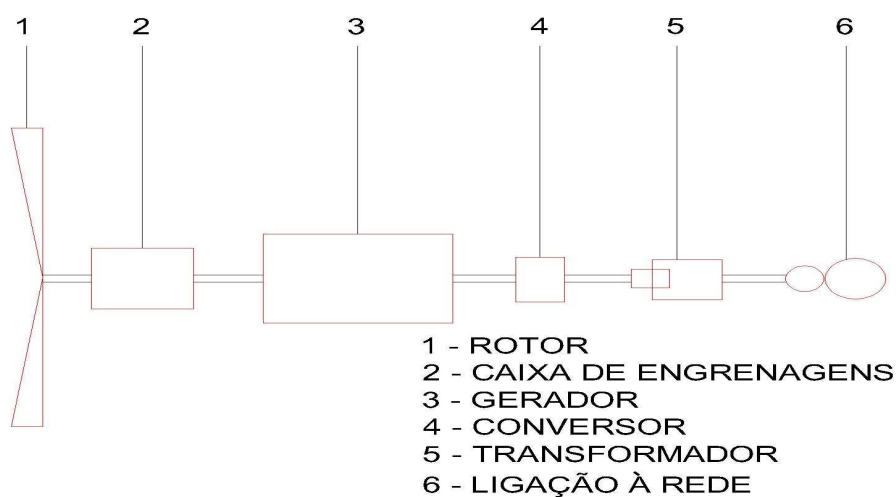 1 2 3 4 5 6
1 - ROTOR
2 - CAIXA DE ENGRENAGENS
3 - GERADOR
4 - CONVERSOR
5 - TRANSFORMADOR
6 - LIGAÇÃO À REDE